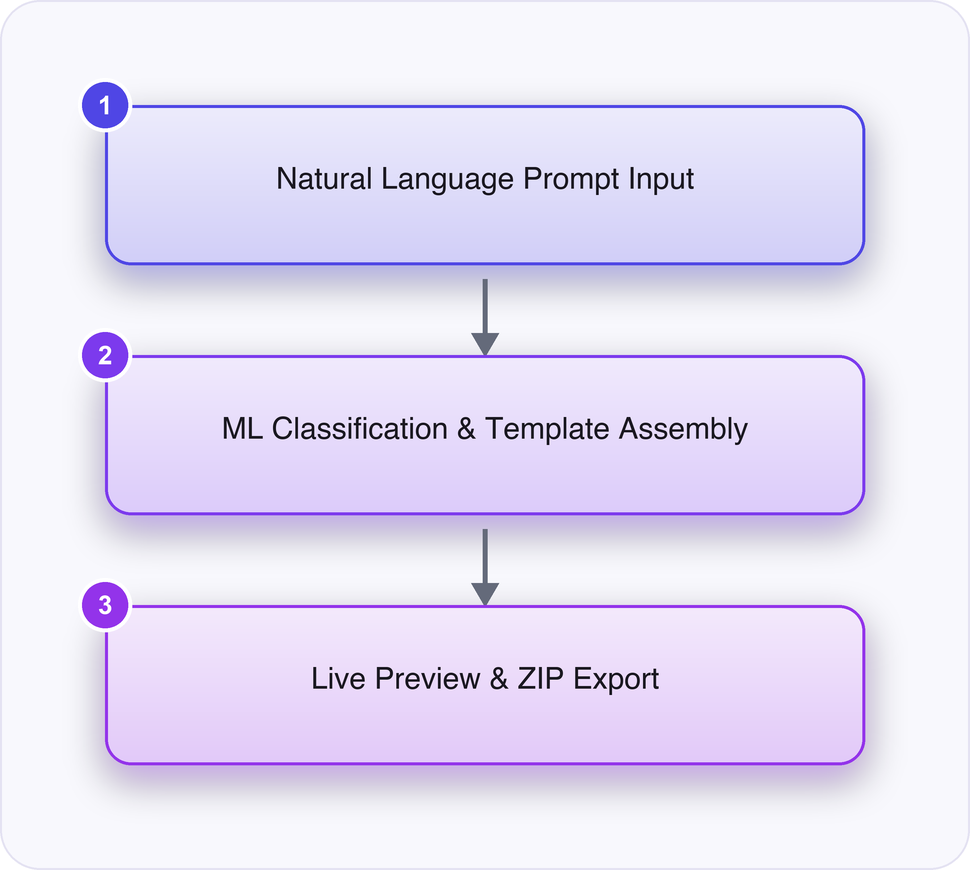 1
Natural Language Prompt Input
2
ML Classification & Template Assembly
3
Live Preview & ZIP Export